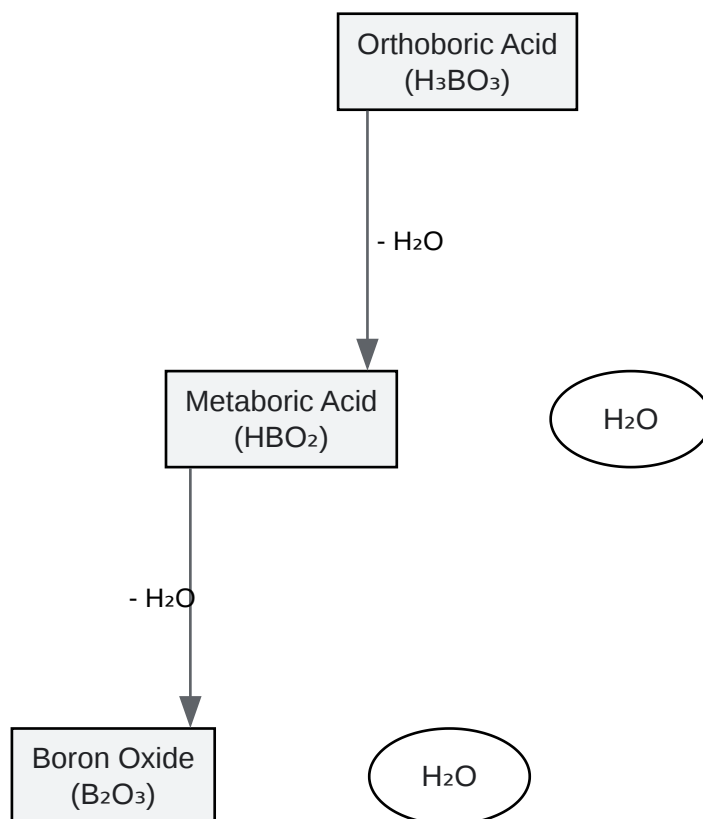 Orthoboric Acid
(H₃BO₃)
- H₂O
Metaboric Acid
(HBO₂)
H₂O
- H₂O
Boron Oxide
(B₂O₃)
H₂O